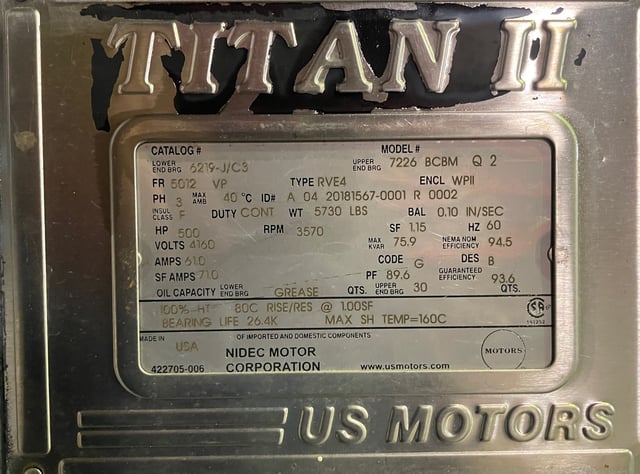 TITAN II
CATALOG # MODEL #
LOWER END BRG 6219-J/C3 UPPER END BRG 7226 BCBM Q 2
FR 5012 VP TYPE RVE4 ENCL WPII
PH 3 MAX AMB 40 °C ID# A 04 20181567-0001 R 0002
INSUL CLASS F DUTY CONT WT 5730 LBS BAL 0.10 IN/SEC
HP 500 RPM 3570 SF 1.15 HZ 60
VOLTS 4160 MAX KVAR 75.9 NEMA NOM EFFICIENCY 94.5
AMPS 61.0 CODE G DES B
SF AMPS 71.0 PF 89.6 GUARANTEED EFFICIENCY 93.6
OIL CAPACITY LOWER END BRG GREASE QTS. UPPER END BRG 30 QTS.
100% HT 80C RISE/RES @ 1.00SF
BEARING LIFE 26.4K MAX SH TEMP=160C
MADE IN USA OF IMPORTED AND DOMESTIC COMPONENTS
NIDEC MOTOR
422705-006 CORPORATION www.usmotors.com
MOTORS
US MOTORS